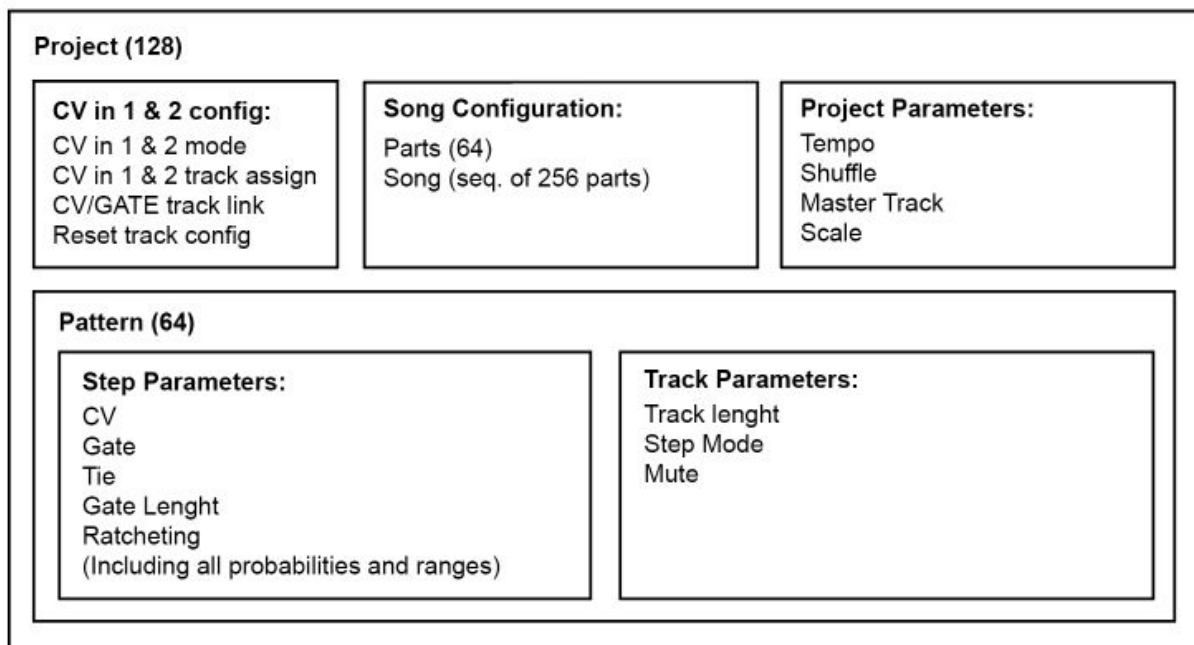 Project (128)
CV in 1 & 2 config:
CV in 1 & 2 mode
CV in 1 & 2 track assign
CV/GATE track link
Reset track config
Song Configuration:
Parts (64)
Song (seq. of 256 parts)
Project Parameters:
Tempo
Shuffle
Master Track
Scale
Pattern (64)
Step Parameters:
CV
Gate
Tie
Gate Lenght
Ratcheting
(Including all probabilities and ranges)
Track Parameters:
Track lenght
Step Mode
Mute